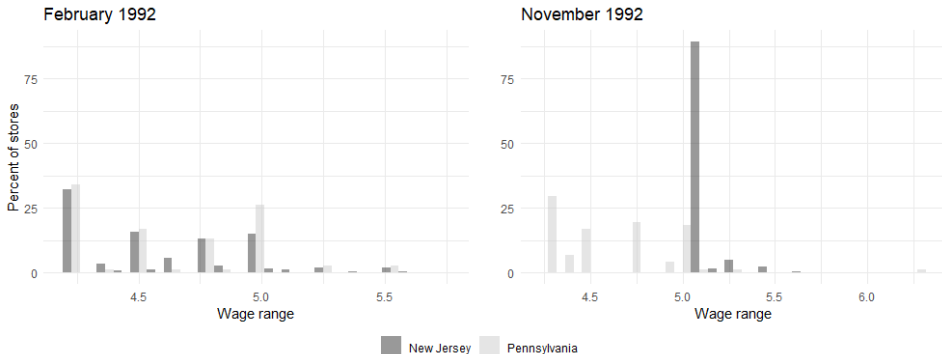 February 1992
November 1992
Percent of stores
75
50
25
0
4.5
5.0
5.5
Wage range
75
50
25
0
4.5
5.0
5.5
6.0
Wage range
New Jersey
Pennsylvania